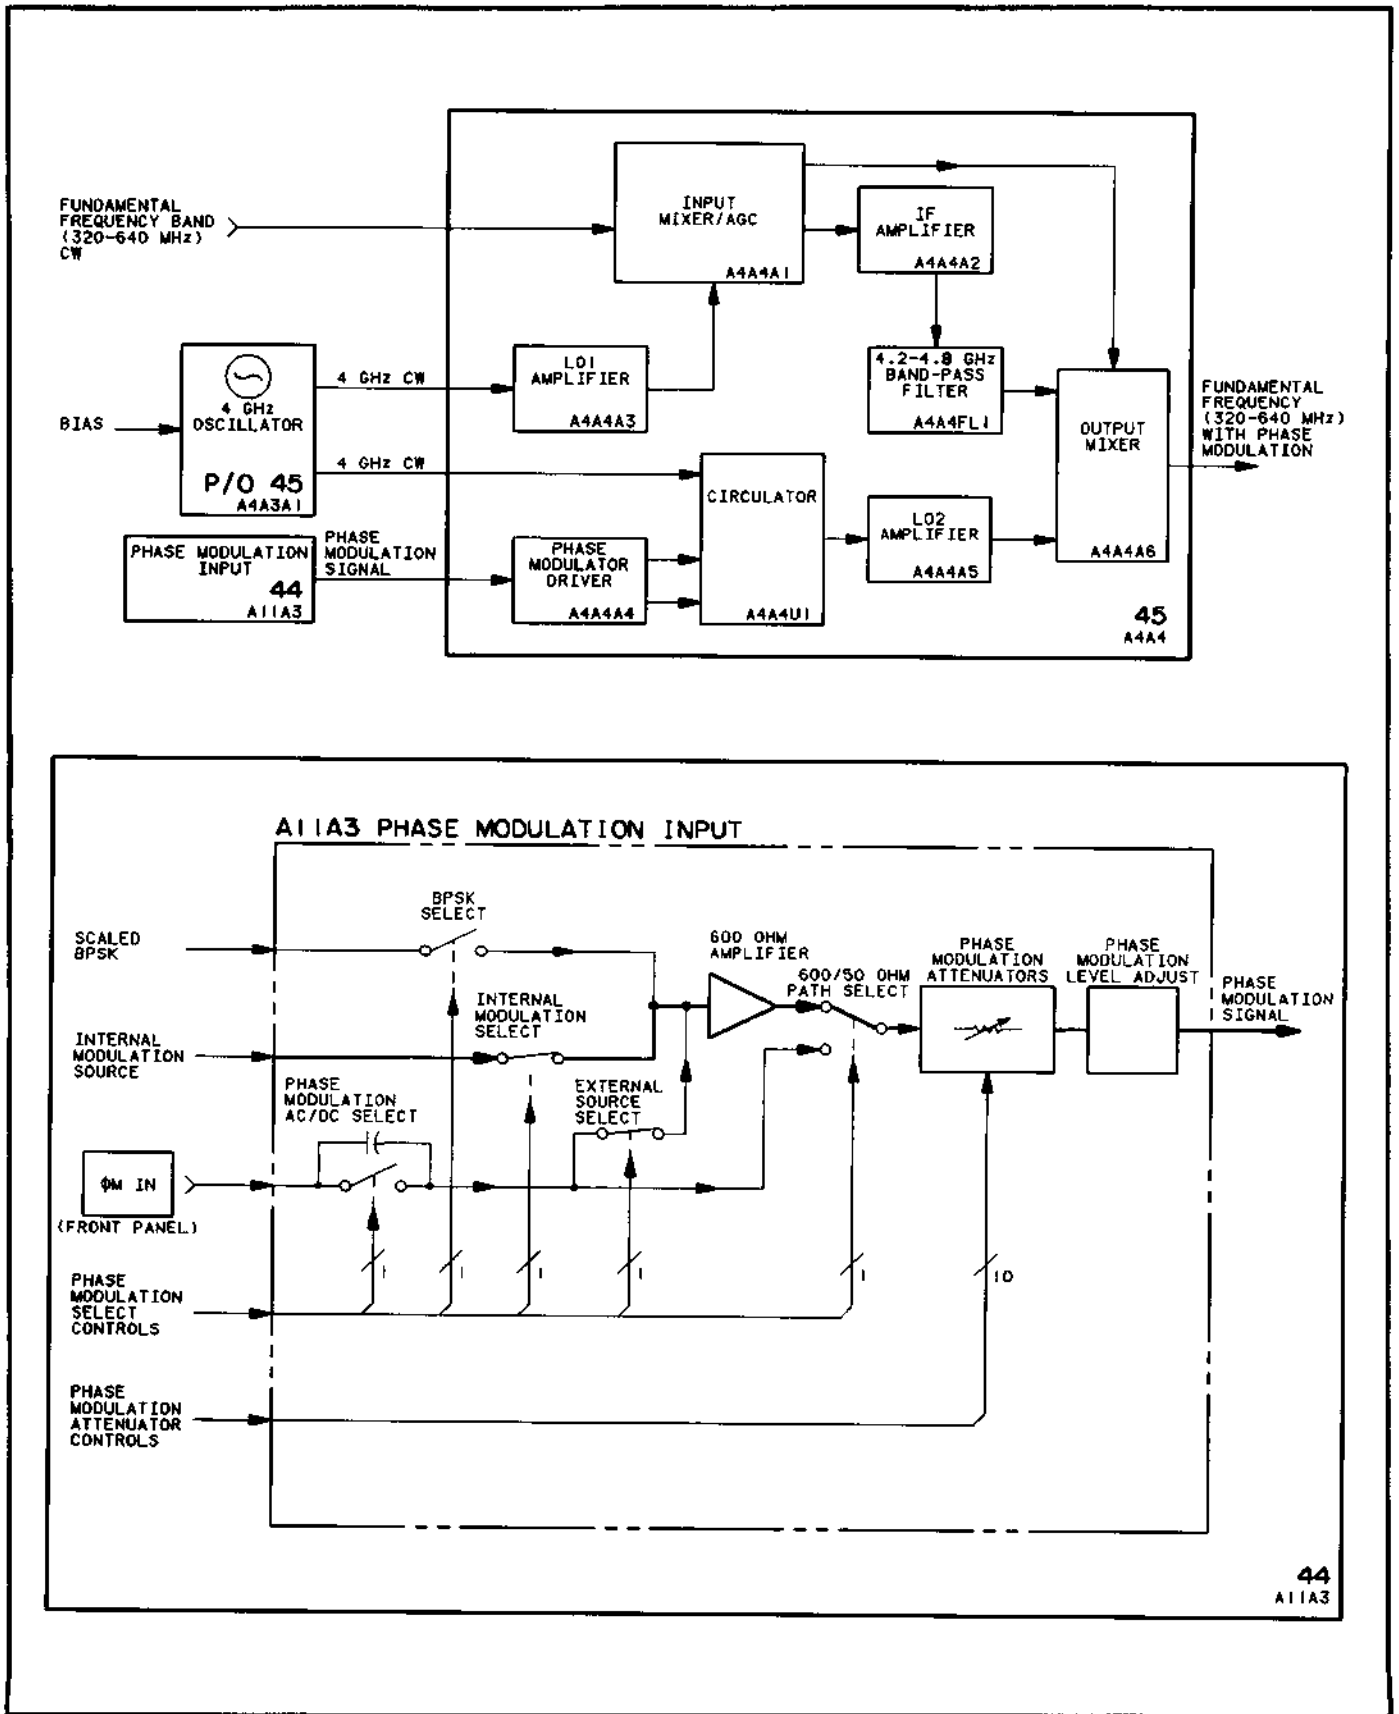 FUNDAMENTAL
FREQUENCY BAND
(320-640 MHz)
CW
INPUT
MIXER/AGC
A4A4A1
IF
AMPLIFIER
A4A4A2
BIAS
4 GHz
OSCILLATOR
P/O 45
A4A3A1
4 GHz CW
4 GHz CW
LO1
AMPLIFIER
A4A4A3
4.2-4.8 GHz
BAND-PASS
FILTER
A4A4FL1
OUTPUT
MIXER
A4A4A6
FUNDAMENTAL
FREQUENCY
(320-640 MHz)
WITH PHASE
MODULATION
CIRCULATOR
A4A4U1
LO2
AMPLIFIER
A4A4A5
PHASE MODULATION
INPUT
44
A11A3
PHASE
MODULATION
SIGNAL
PHASE
MODULATOR
DRIVER
A4A4A4
45
A4A4
A11A3 PHASE MODULATION INPUT
SCALED
BPSK
BPSK
SELECT
600 OHM
AMPLIFIER
600/50 OHM
PATH SELECT
PHASE
MODULATION
ATTENUATORS
PHASE
MODULATION
LEVEL ADJUST
PHASE
MODULATION
SIGNAL
INTERNAL
MODULATION
SOURCE
INTERNAL
MODULATION
SELECT
PHASE
MODULATION
AC/DC SELECT
EXTERNAL
SOURCE
SELECT
ΦM IN
(FRONT PANEL)
PHASE
MODULATION
SELECT
CONTROLS
1
1
1
1
1
10
PHASE
MODULATION
ATTENUATOR
CONTROLS
44
A11A3